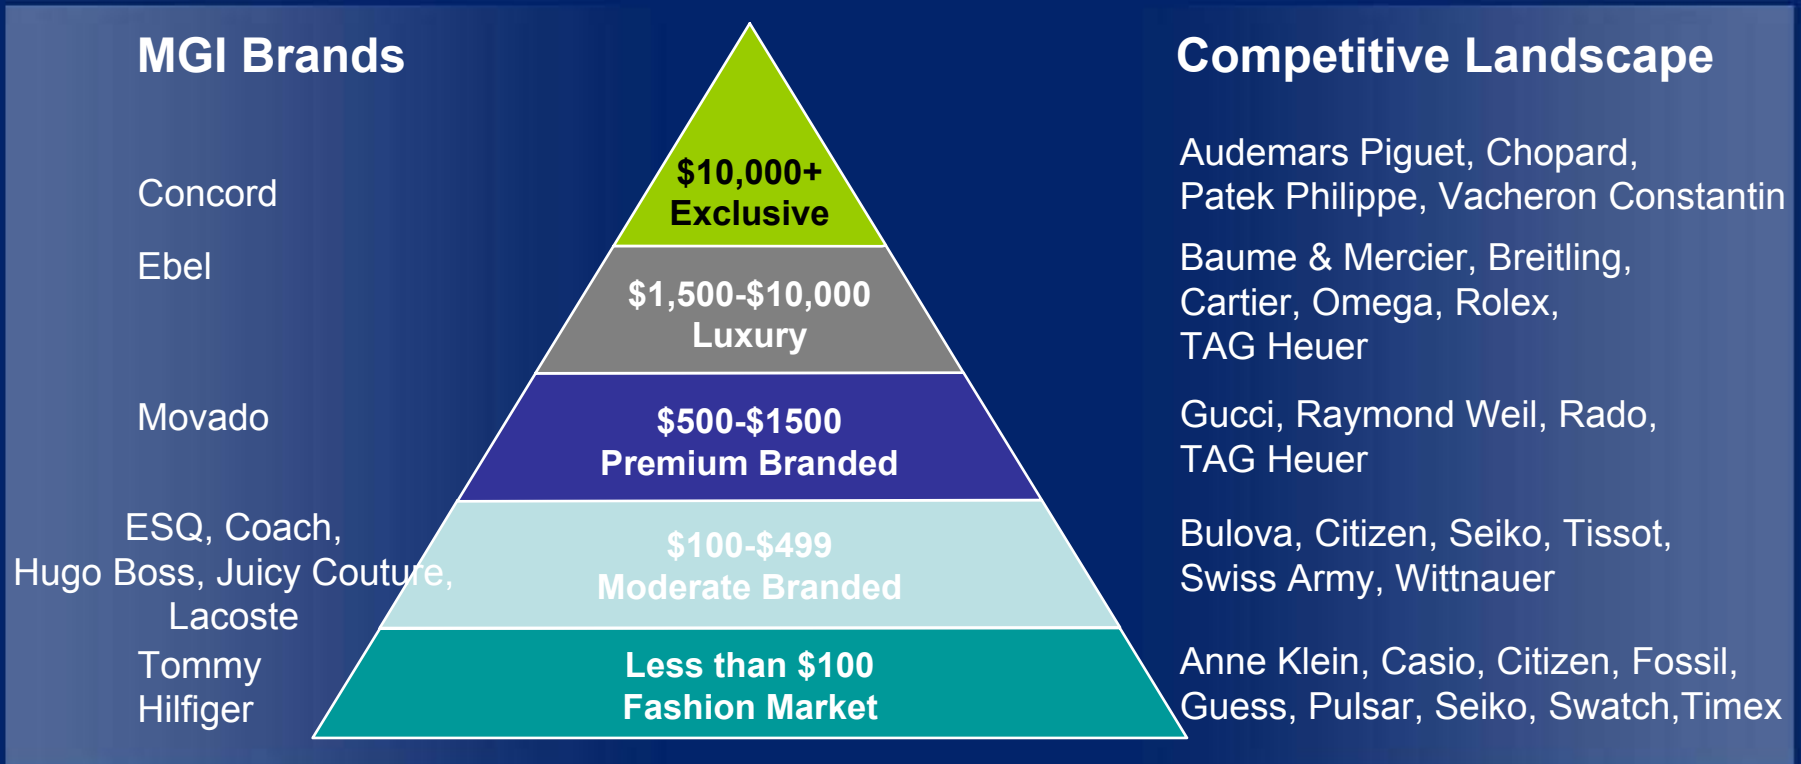 MGI Brands
Competitive Landscape
Concord
$10,000+
Exclusive
Audemars Piguet, Chopard,
Patek Philippe, Vacheron Constantin
Ebel
$1,500-$10,000
Luxury
Baume & Mercier, Breitling,
Cartier, Omega, Rolex,
TAG Heuer
Movado
$500-$1500
Premium Branded
Gucci, Raymond Weil, Rado,
TAG Heuer
ESQ, Coach,
Hugo Boss, Juicy Couture,
Lacoste
$100-$499
Moderate Branded
Bulova, Citizen, Seiko, Tissot,
Swiss Army, Wittnauer
Tommy
Hilfiger
Less than $100
Fashion Market
Anne Klein, Casio, Citizen, Fossil,
Guess, Pulsar, Seiko, Swatch,Timex